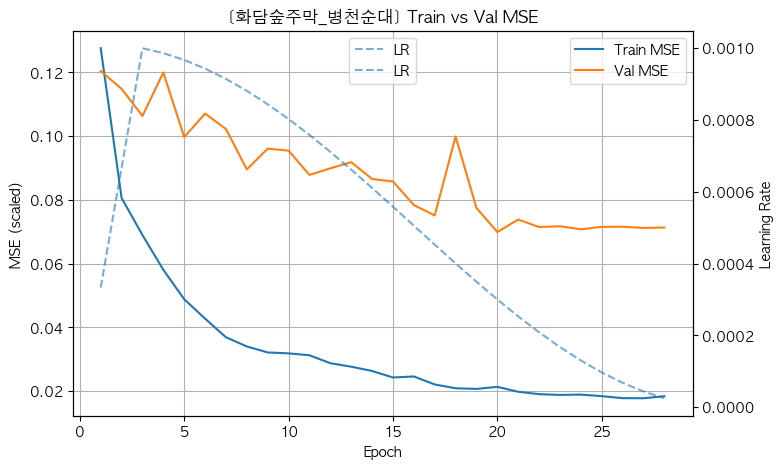 [화담숲주막_병천순대] Train vs Val MSE
MSE (scaled)
0.12
0.10
0.08
0.06
0.04
0.02
LR
LR
Train MSE
Val MSE
0.0010
0.0008
0.0006
0.0004
0.0002
0.0000
Learning Rate
0 5 10 15 20 25
Epoch